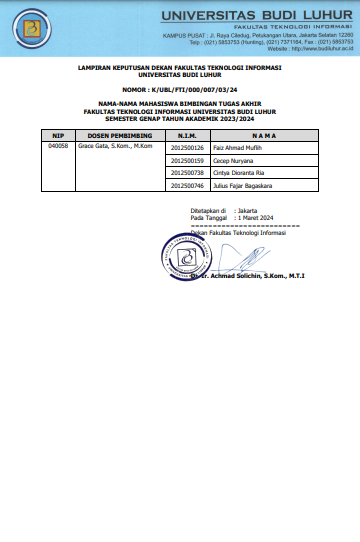 UNIVERSITAS BUDI LUHUR
FAKULTAS TEKNOLOGI INFORMASI
KAMPUS PUSAT : Jl. Raya Ciledug, Petukangan Utara, Jakarta Selatan 12260
Telp : (021) 5853753 (Hunting), (021) 7371164, Fax : (021) 5853752
Website : http://www.budiluhur.ac.id
LAMPIRAN KEPUTUSAN DEKAN FAKULTAS TEKNOLOGI INFORMASI
UNIVERSITAS BUDI LUHUR
NOMOR : K/UBL/FTI/000/007/03/24
NAMA-NAMA MAHASISWA BIMBINGAN TUGAS AKHIR
FAKULTAS TEKNOLOGI INFORMASI UNIVERSITAS BUDI LUHUR
SEMESTER GENAP TAHUN AKADEMIK 2023/2024
NIP DOSEN PEMBIMBING N.I.M. N A M A
040058 Grace Gata, S.Kom., M.Kom 2012500126 Faiz Ahmad Muflih
2012500159 Cecep Nuryana
2012500738 Cintya Dioranta Ria
2012500746 Julius Fajar Bagaskara
Ditetapkan di : Jakarta
Pada Tanggal : 1 Maret 2024
=========================
Dekan Fakultas Teknologi Informasi
Dr. Ir. Achmad Solichin, S.Kom., M.T.I